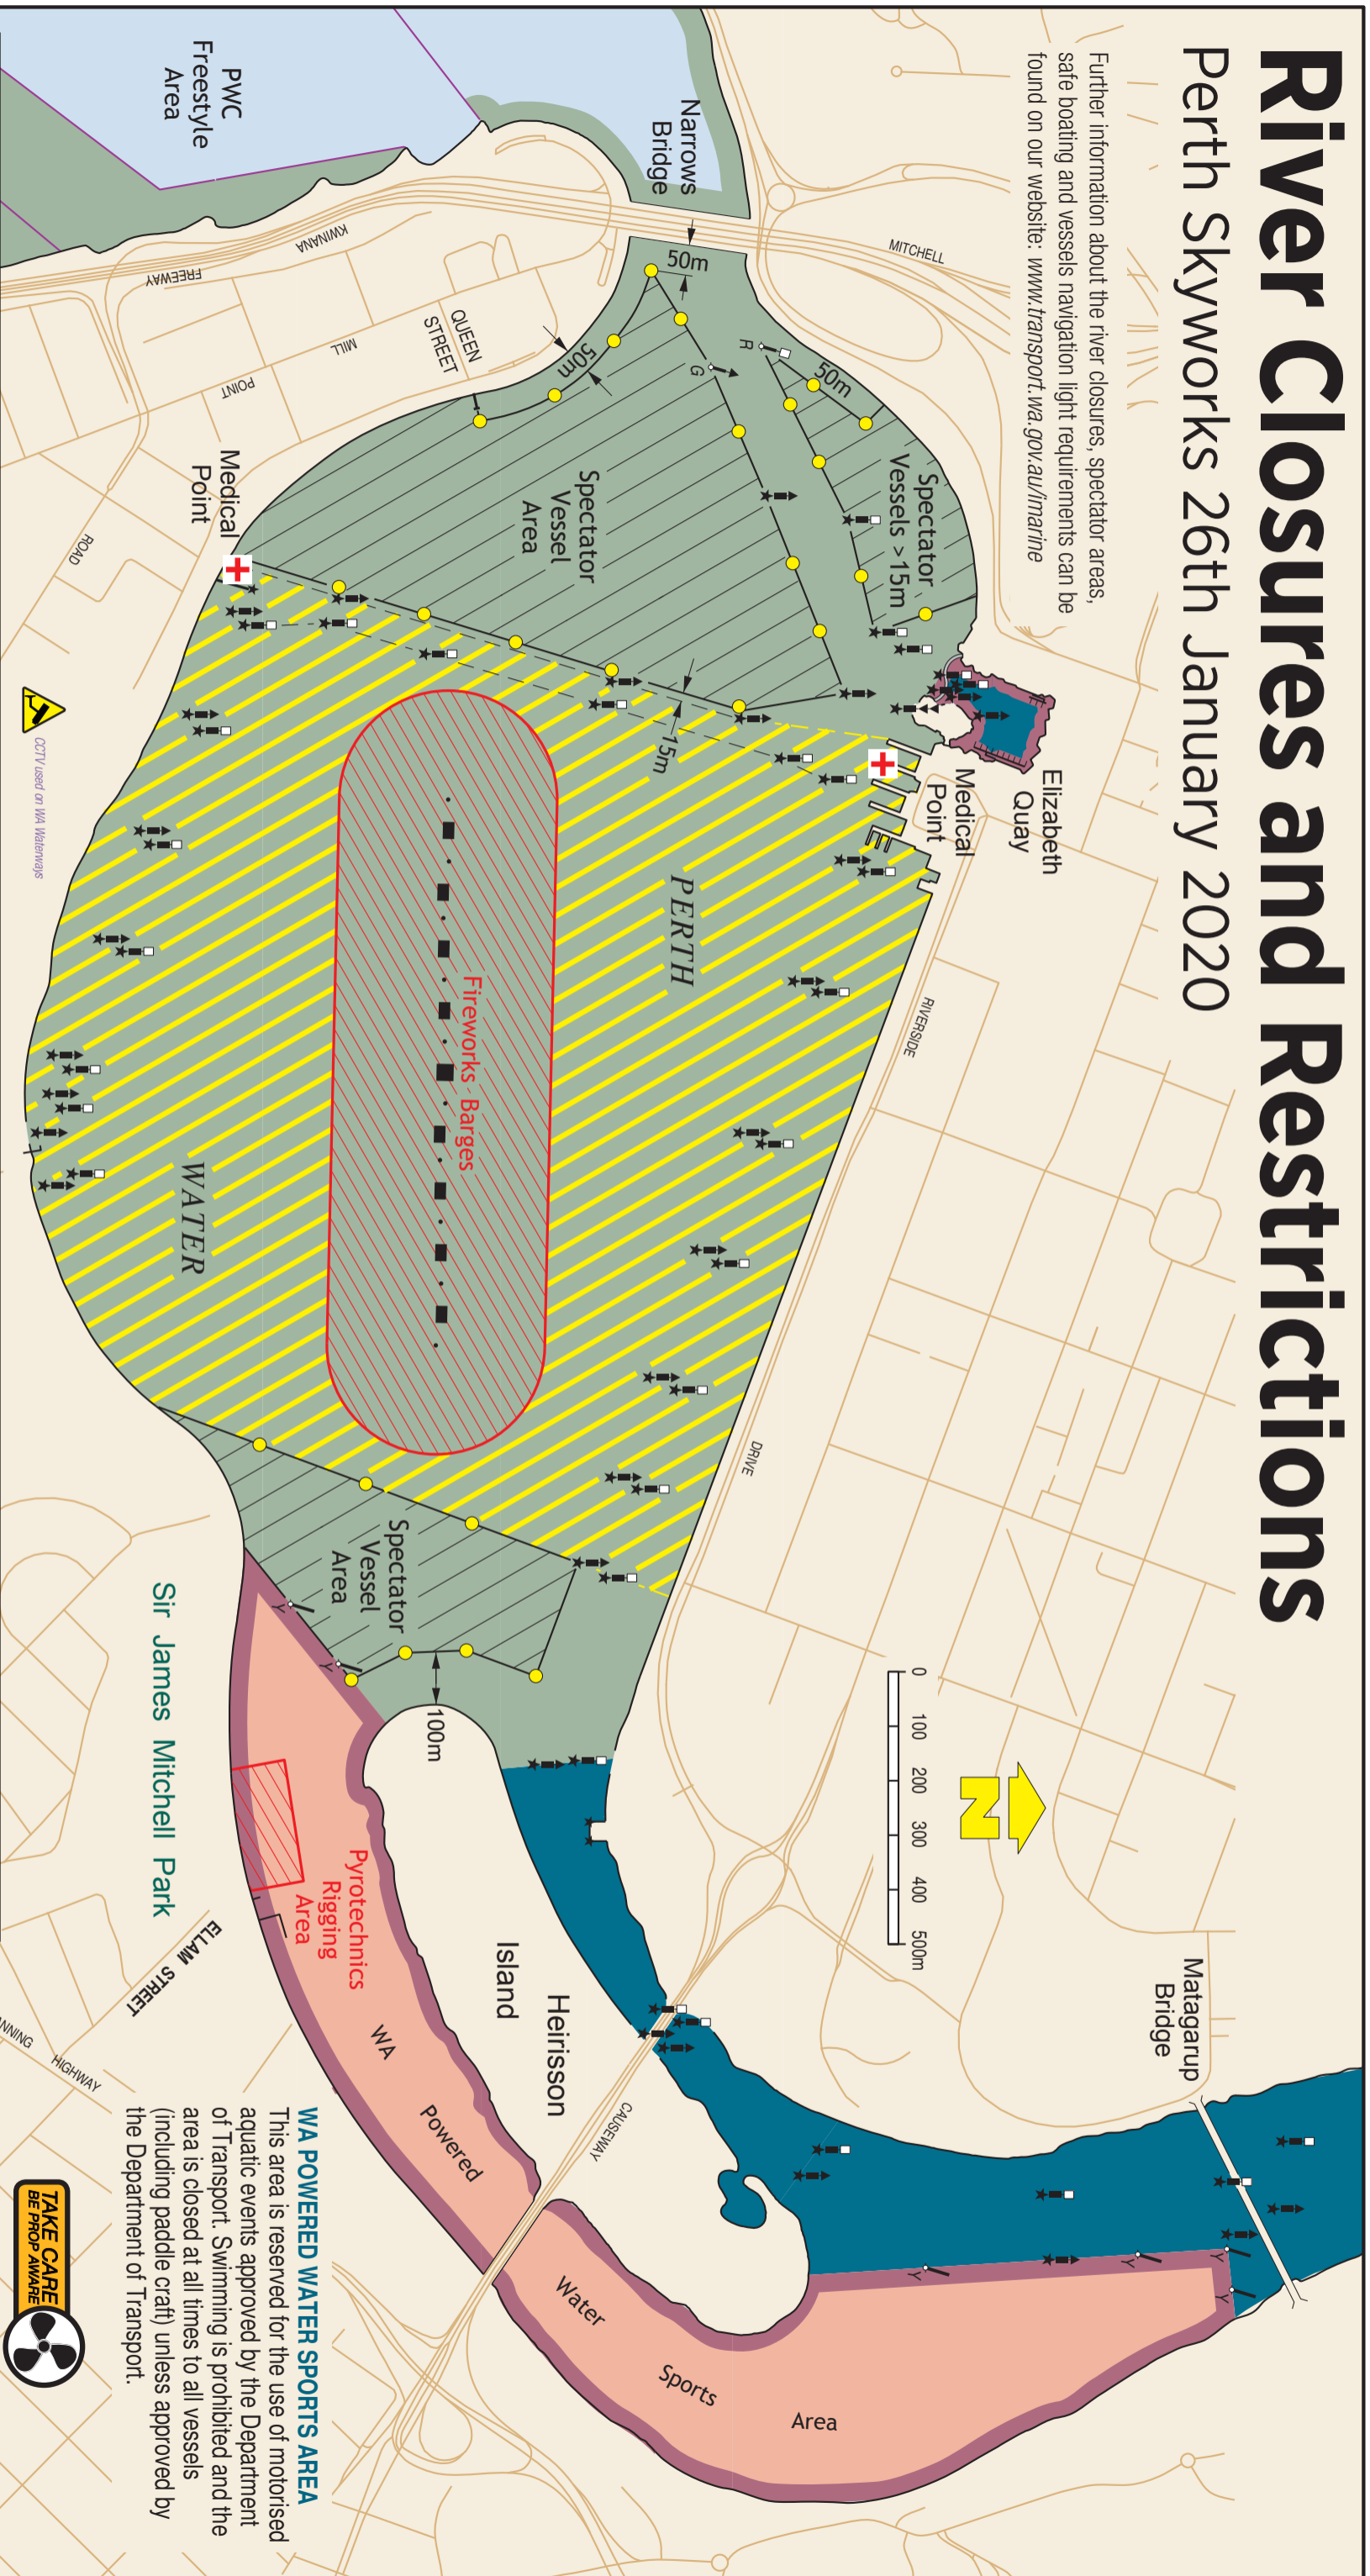 River Closures and Restrictions
Perth Skyworks 26th January 2020
Further information about the river closures, spectator areas,
safe boating and vessels navigation light requirements can be
found on our website: www.transport.wa.gov.au/imarine
PWC
Freestyle
Area
Narrows
Bridge
MITCHELL
KWINANA
FREEWAY
50m
50m
50m
R
G
QUEEN
STREET
MILL
POINT
ROAD
Spectator
Vessels >15m
Spectator
Vessel
Area
Medical
Point
Elizabeth
Quay
Medical
Point
15m
PERTH
WATER
Fireworks Barges
RIVERSIDE
DRIVE
CCTV used on WA Waterways
Spectator
Vessel
Area
Y
Y
100m
Sir James Mitchell Park
Pyrotechnics
Rigging
Area
ELLAM STREET
NNING
HIGHWAY
0 100 200 300 400 500m
N
Heirisson
Island
CAUSEWAY
Matagarup
Bridge
Y
Y
Y
Y
WA
Powered
Water
Sports
Area
WA POWERED WATER SPORTS AREA
This area is reserved for the use of motorised
aquatic events approved by the Department
of Transport. Swimming is prohibited and the
area is closed at all times to all vessels
(including paddle craft) unless approved by
the Department of Transport.
TAKE CARE
BE PROP AWARE